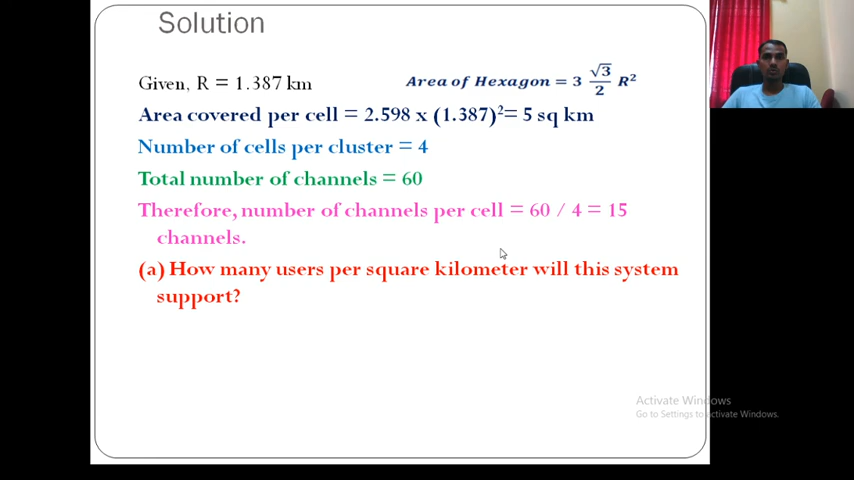 Solution
Given, R = 1.387 km
Area of Hexagon = 3 √3/2 R²
Area covered per cell = 2.598 x (1.387)²= 5 sq km
Number of cells per cluster = 4
Total number of channels = 60
Therefore, number of channels per cell = 60 / 4 = 15
channels.
(a) How many users per square kilometer will this system
support?
Activate Windows
Go to Settings to activate Windows.